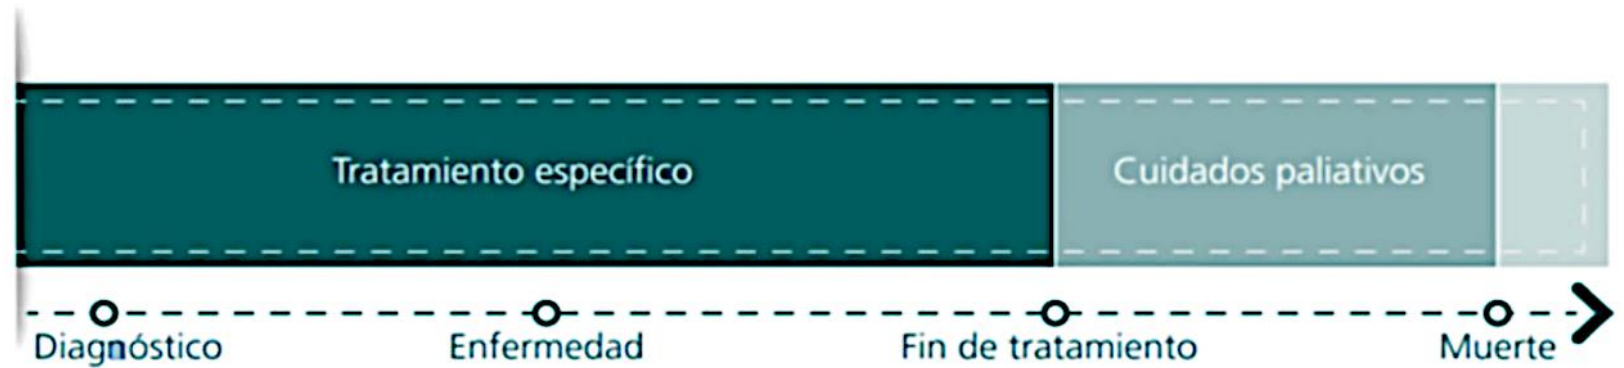 Tratamiento específico
Cuidados paliativos
Diagnóstico
Enfermedad
Fin de tratamiento
Muerte